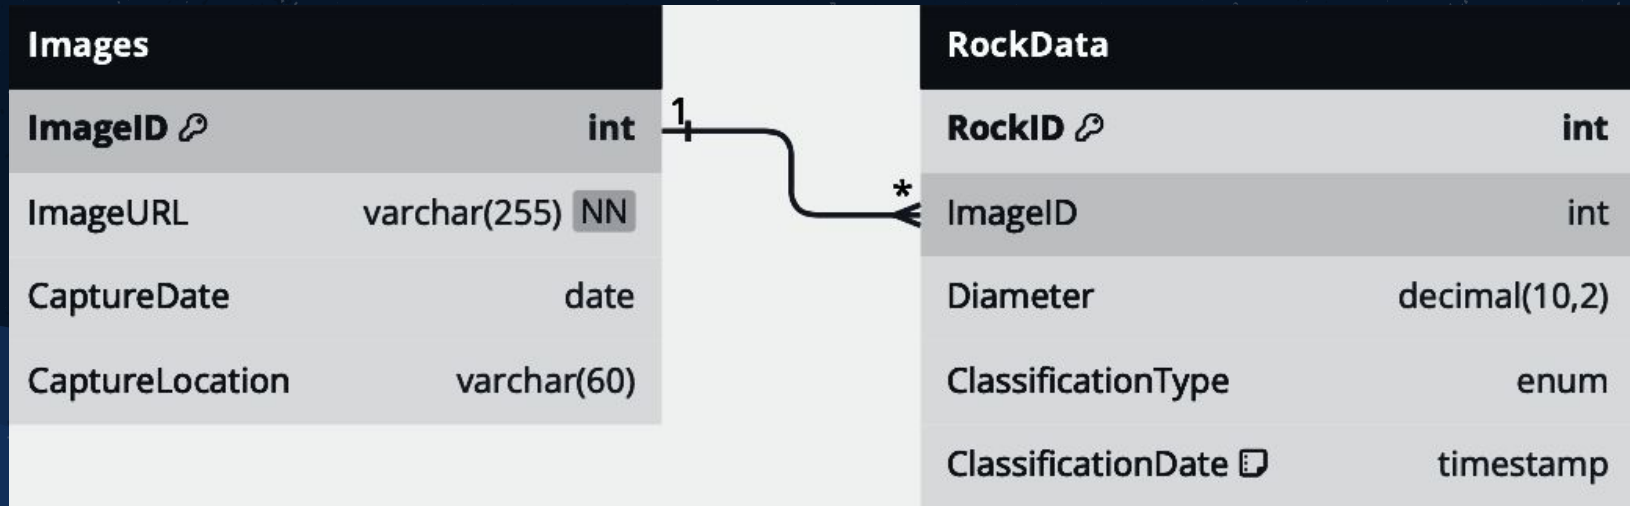 Images
ImageID int
ImageURL varchar(255) NN
CaptureDate date
CaptureLocation varchar(60)
1
*
RockData
RockID int
ImageID int
Diameter decimal(10,2)
ClassificationType enum
ClassificationDate timestamp